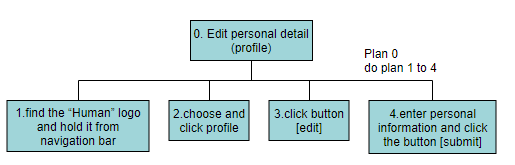 0. Edit personal detail
(profile)
Plan 0
do plan 1 to 4
1.find the “Human” logo
and hold it from
navigation bar
2.choose and
click profile
3.click button
[edit]
4.enter personal
information and click
the button [submit]